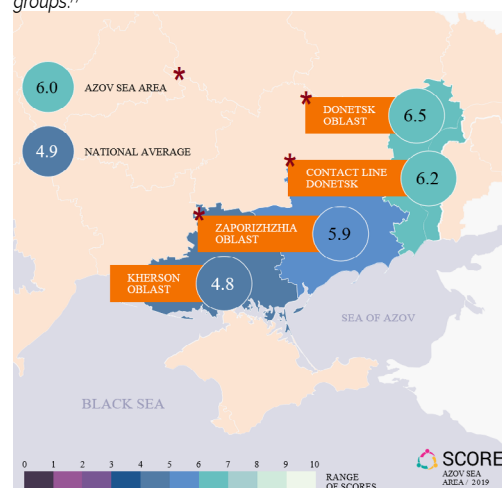 groups.”
6.0
AZOV SEA AREA
*
4.9
NATIONAL AVERAGE
*
DONETSK
OBLAST
6.5
*
CONTACT LINE
DONETSK
6.2
*
ZAPORIZHZHIA
OBLAST
5.9
KHERSON
OBLAST
4.8
SEA OF AZOV
BLACK SEA
0 1 2 3 4 5 6 7 8 9 10
RANGE
OF SCORES
SCORE
AZOV SEA
AREA / 2019